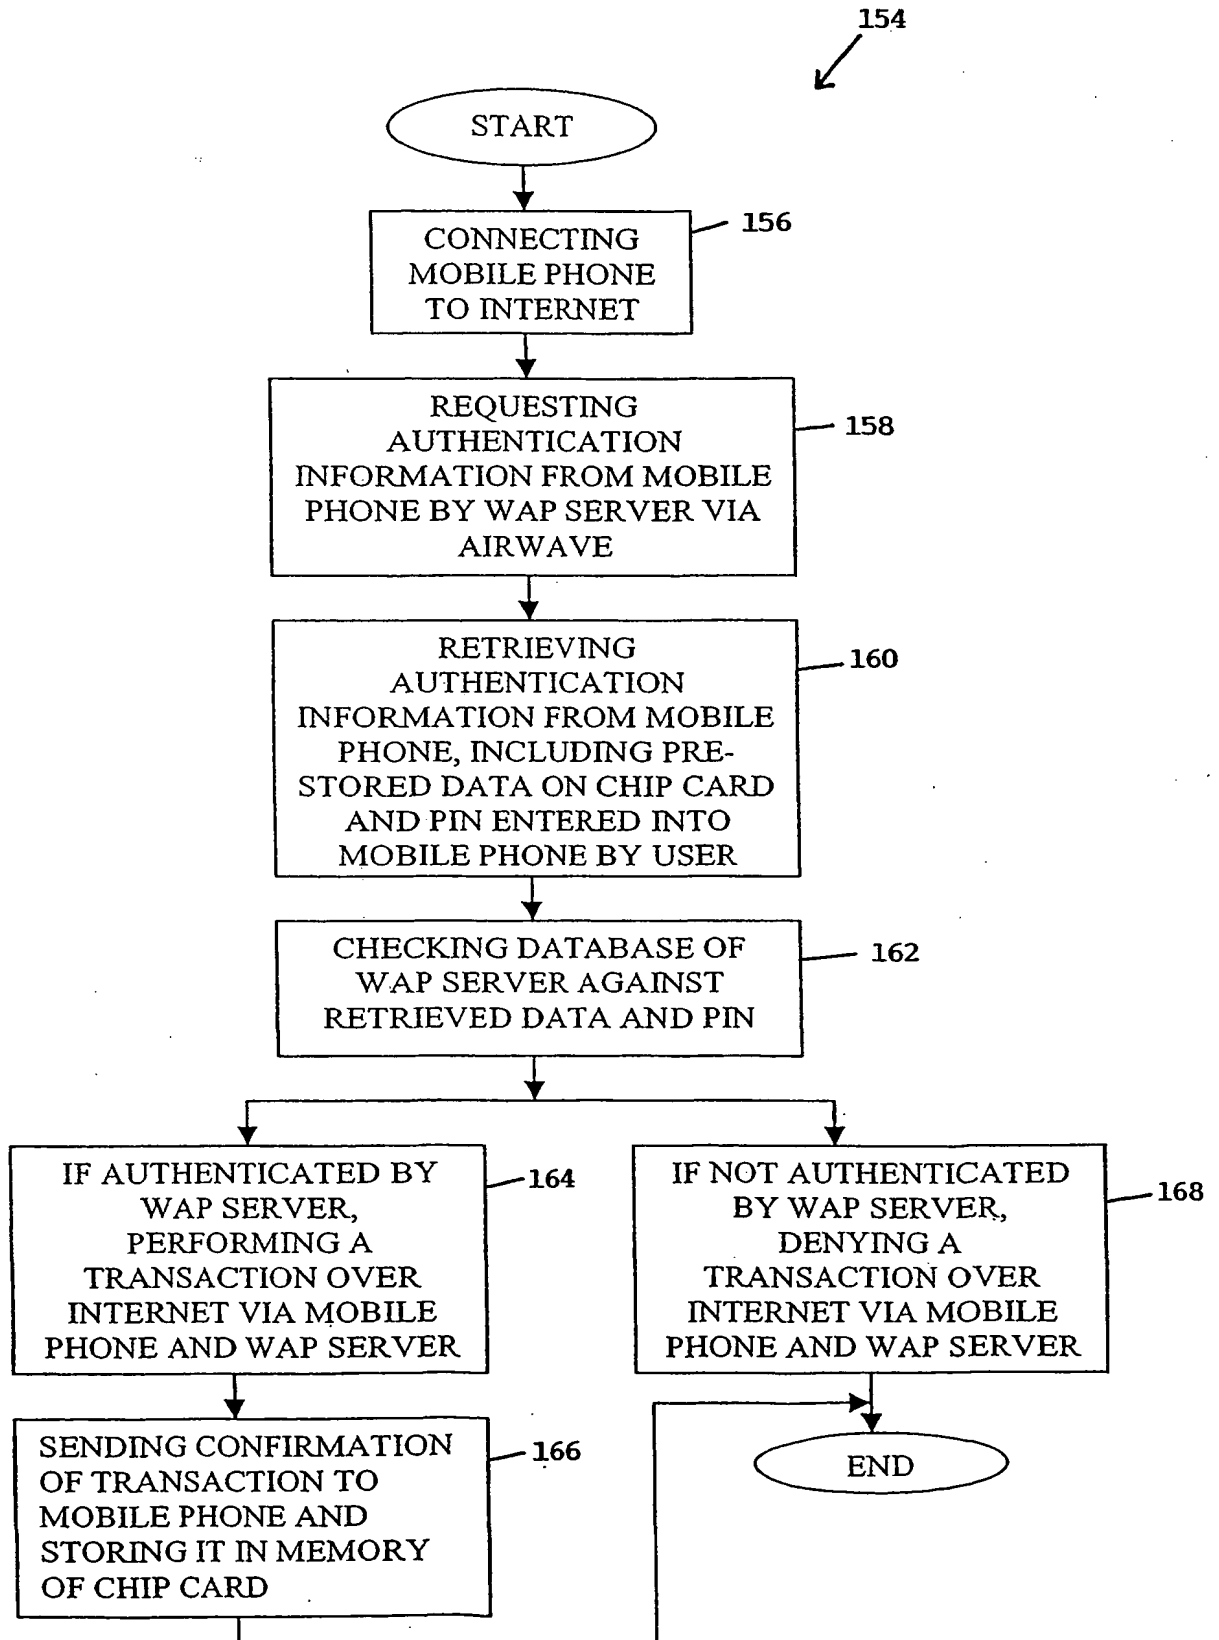 154
START
156
CONNECTING
MOBILE PHONE
TO INTERNET
158
REQUESTING
AUTHENTICATION
INFORMATION FROM MOBILE
PHONE BY WAP SERVER VIA
AIRWAVE
160
RETRIEVING
AUTHENTICATION
INFORMATION FROM MOBILE
PHONE, INCLUDING PRE-
STORED DATA ON CHIP CARD
AND PIN ENTERED INTO
MOBILE PHONE BY USER
162
CHECKING DATABASE OF
WAP SERVER AGAINST
RETRIEVED DATA AND PIN
164
IF AUTHENTICATED BY
WAP SERVER,
PERFORMING A
TRANSACTION OVER
INTERNET VIA MOBILE
PHONE AND WAP SERVER
168
IF NOT AUTHENTICATED
BY WAP SERVER,
DENYING A
TRANSACTION OVER
INTERNET VIA MOBILE
PHONE AND WAP SERVER
166
SENDING CONFIRMATION
OF TRANSACTION TO
MOBILE PHONE AND
STORING IT IN MEMORY
OF CHIP CARD
END